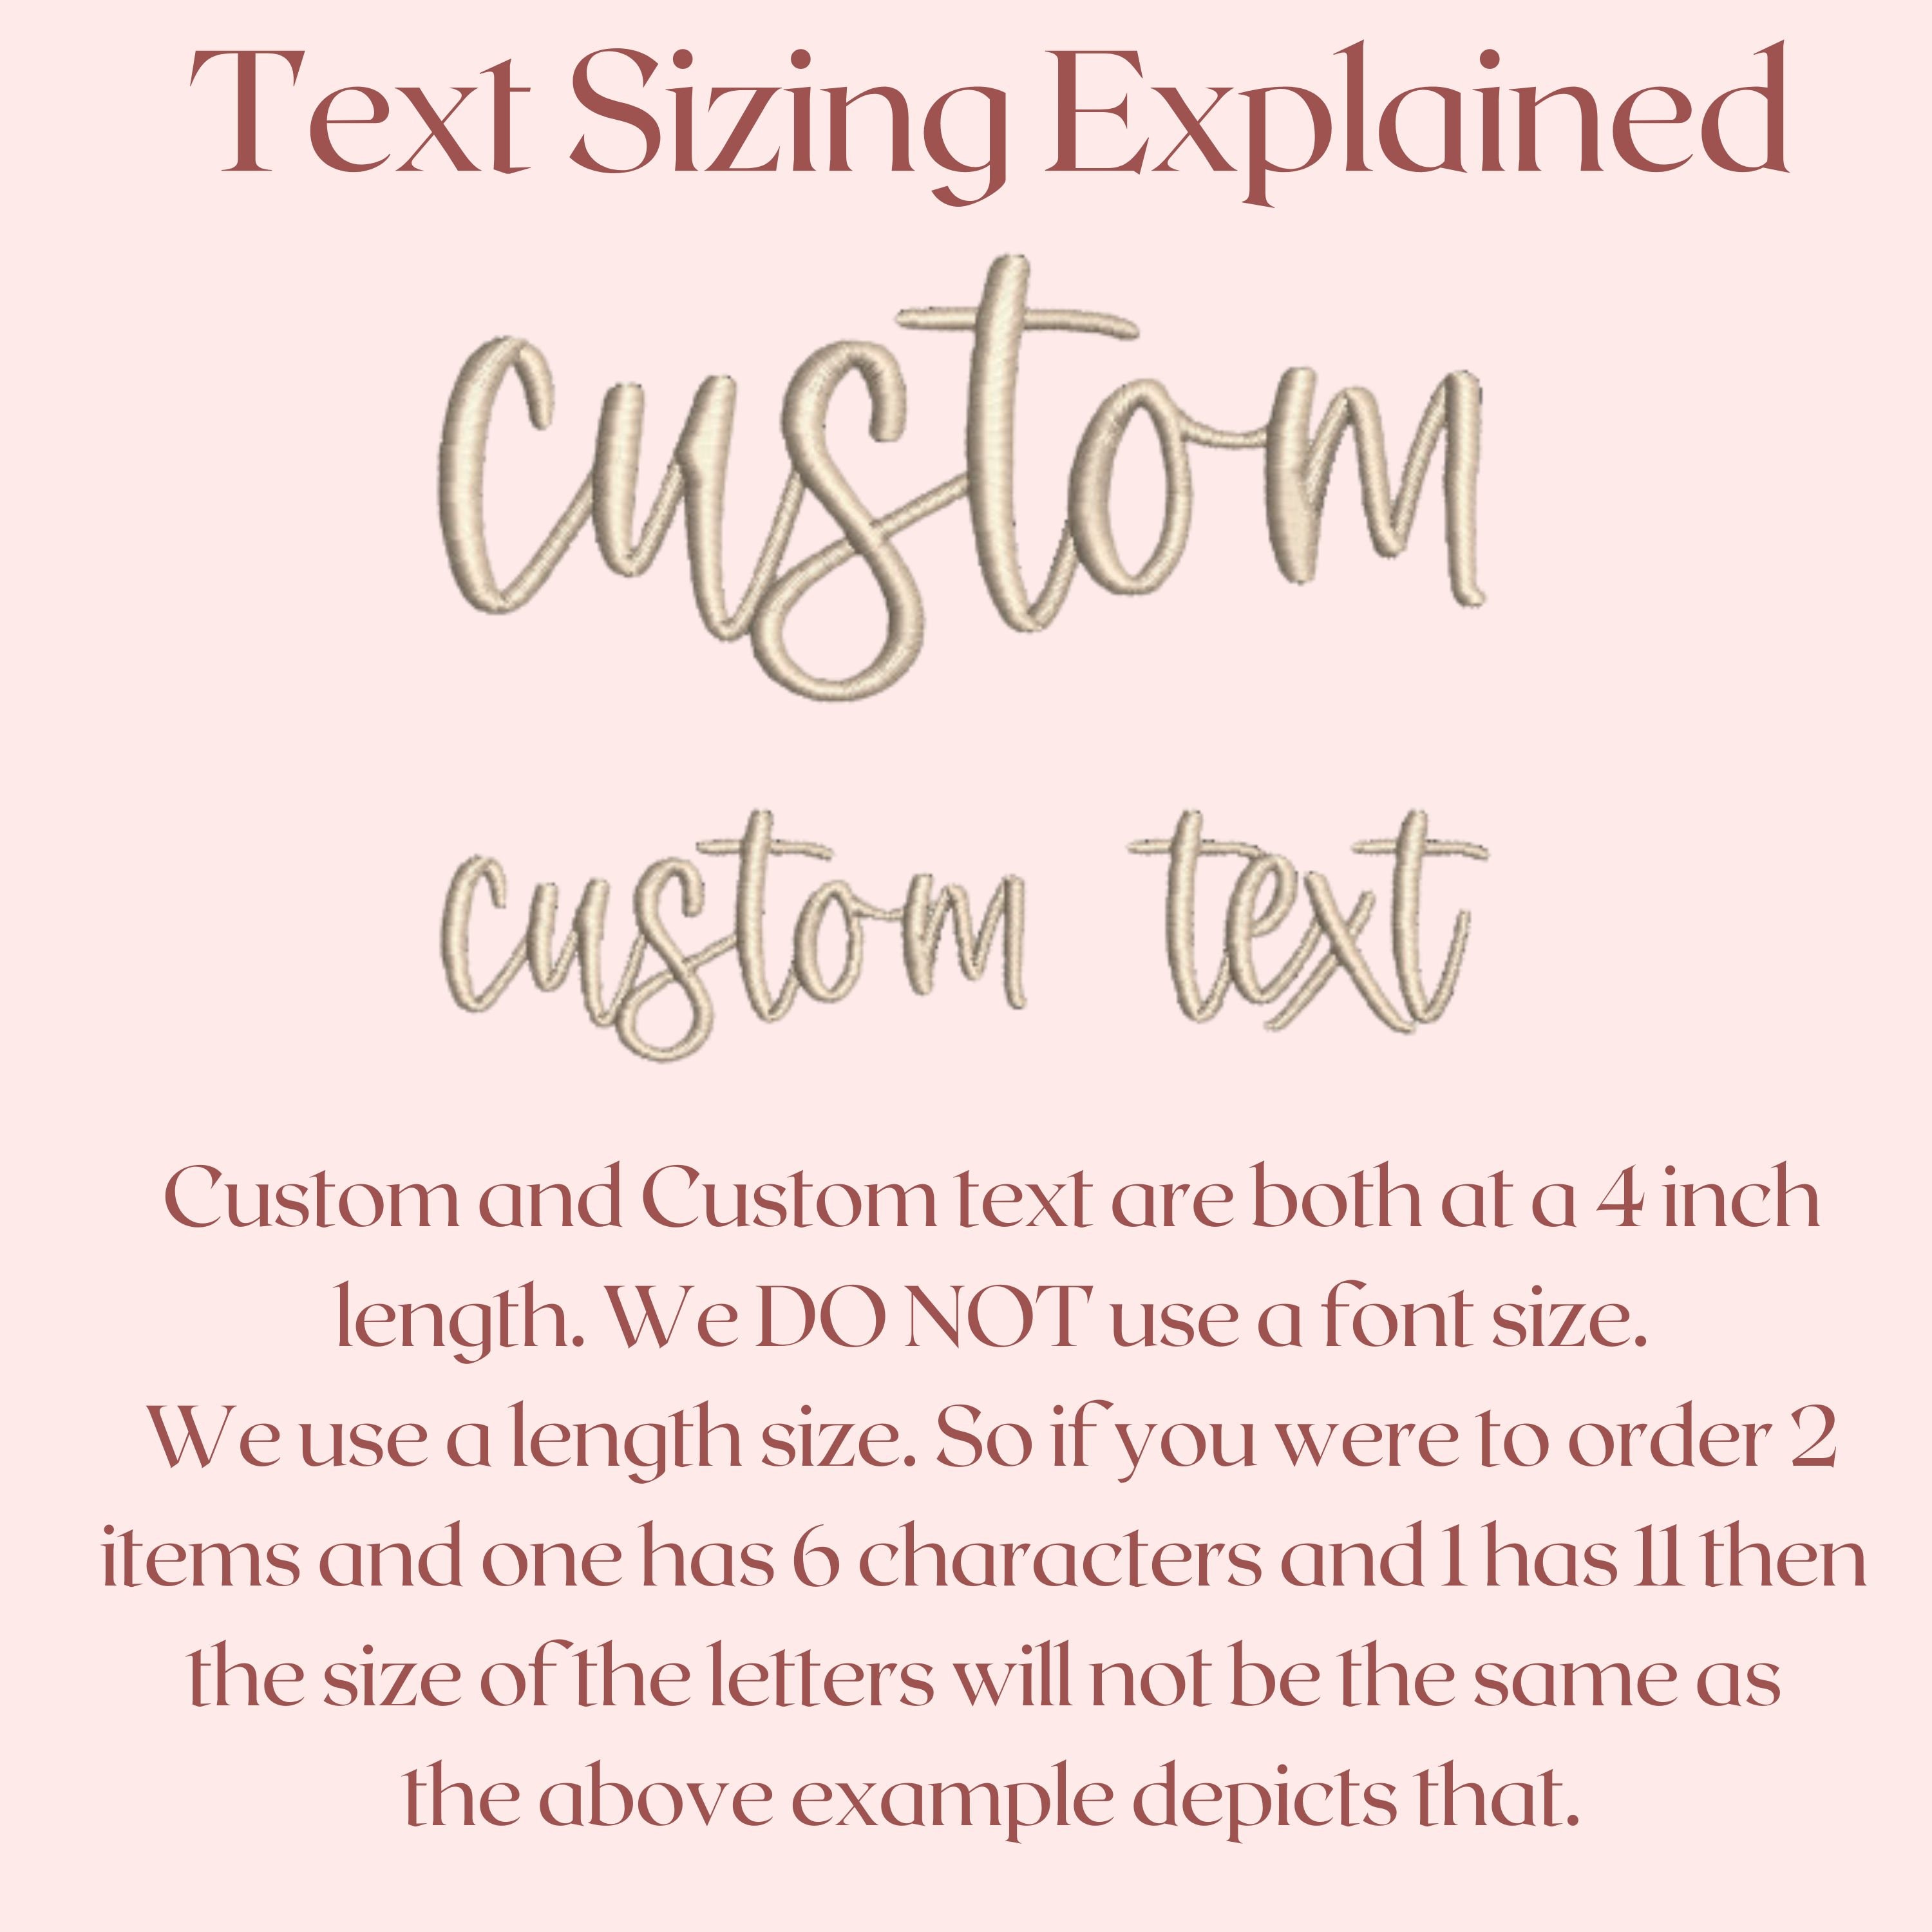 Text Sizing Explained
custom
custom text
Custom and Custom text are both at a 4 inch
length. We DO NOT use a font size.
We use a length size. So if you were to order 2
items and one has 6 characters and 1 has 11 then
the size of the letters will not be the same as
the above example depicts that.